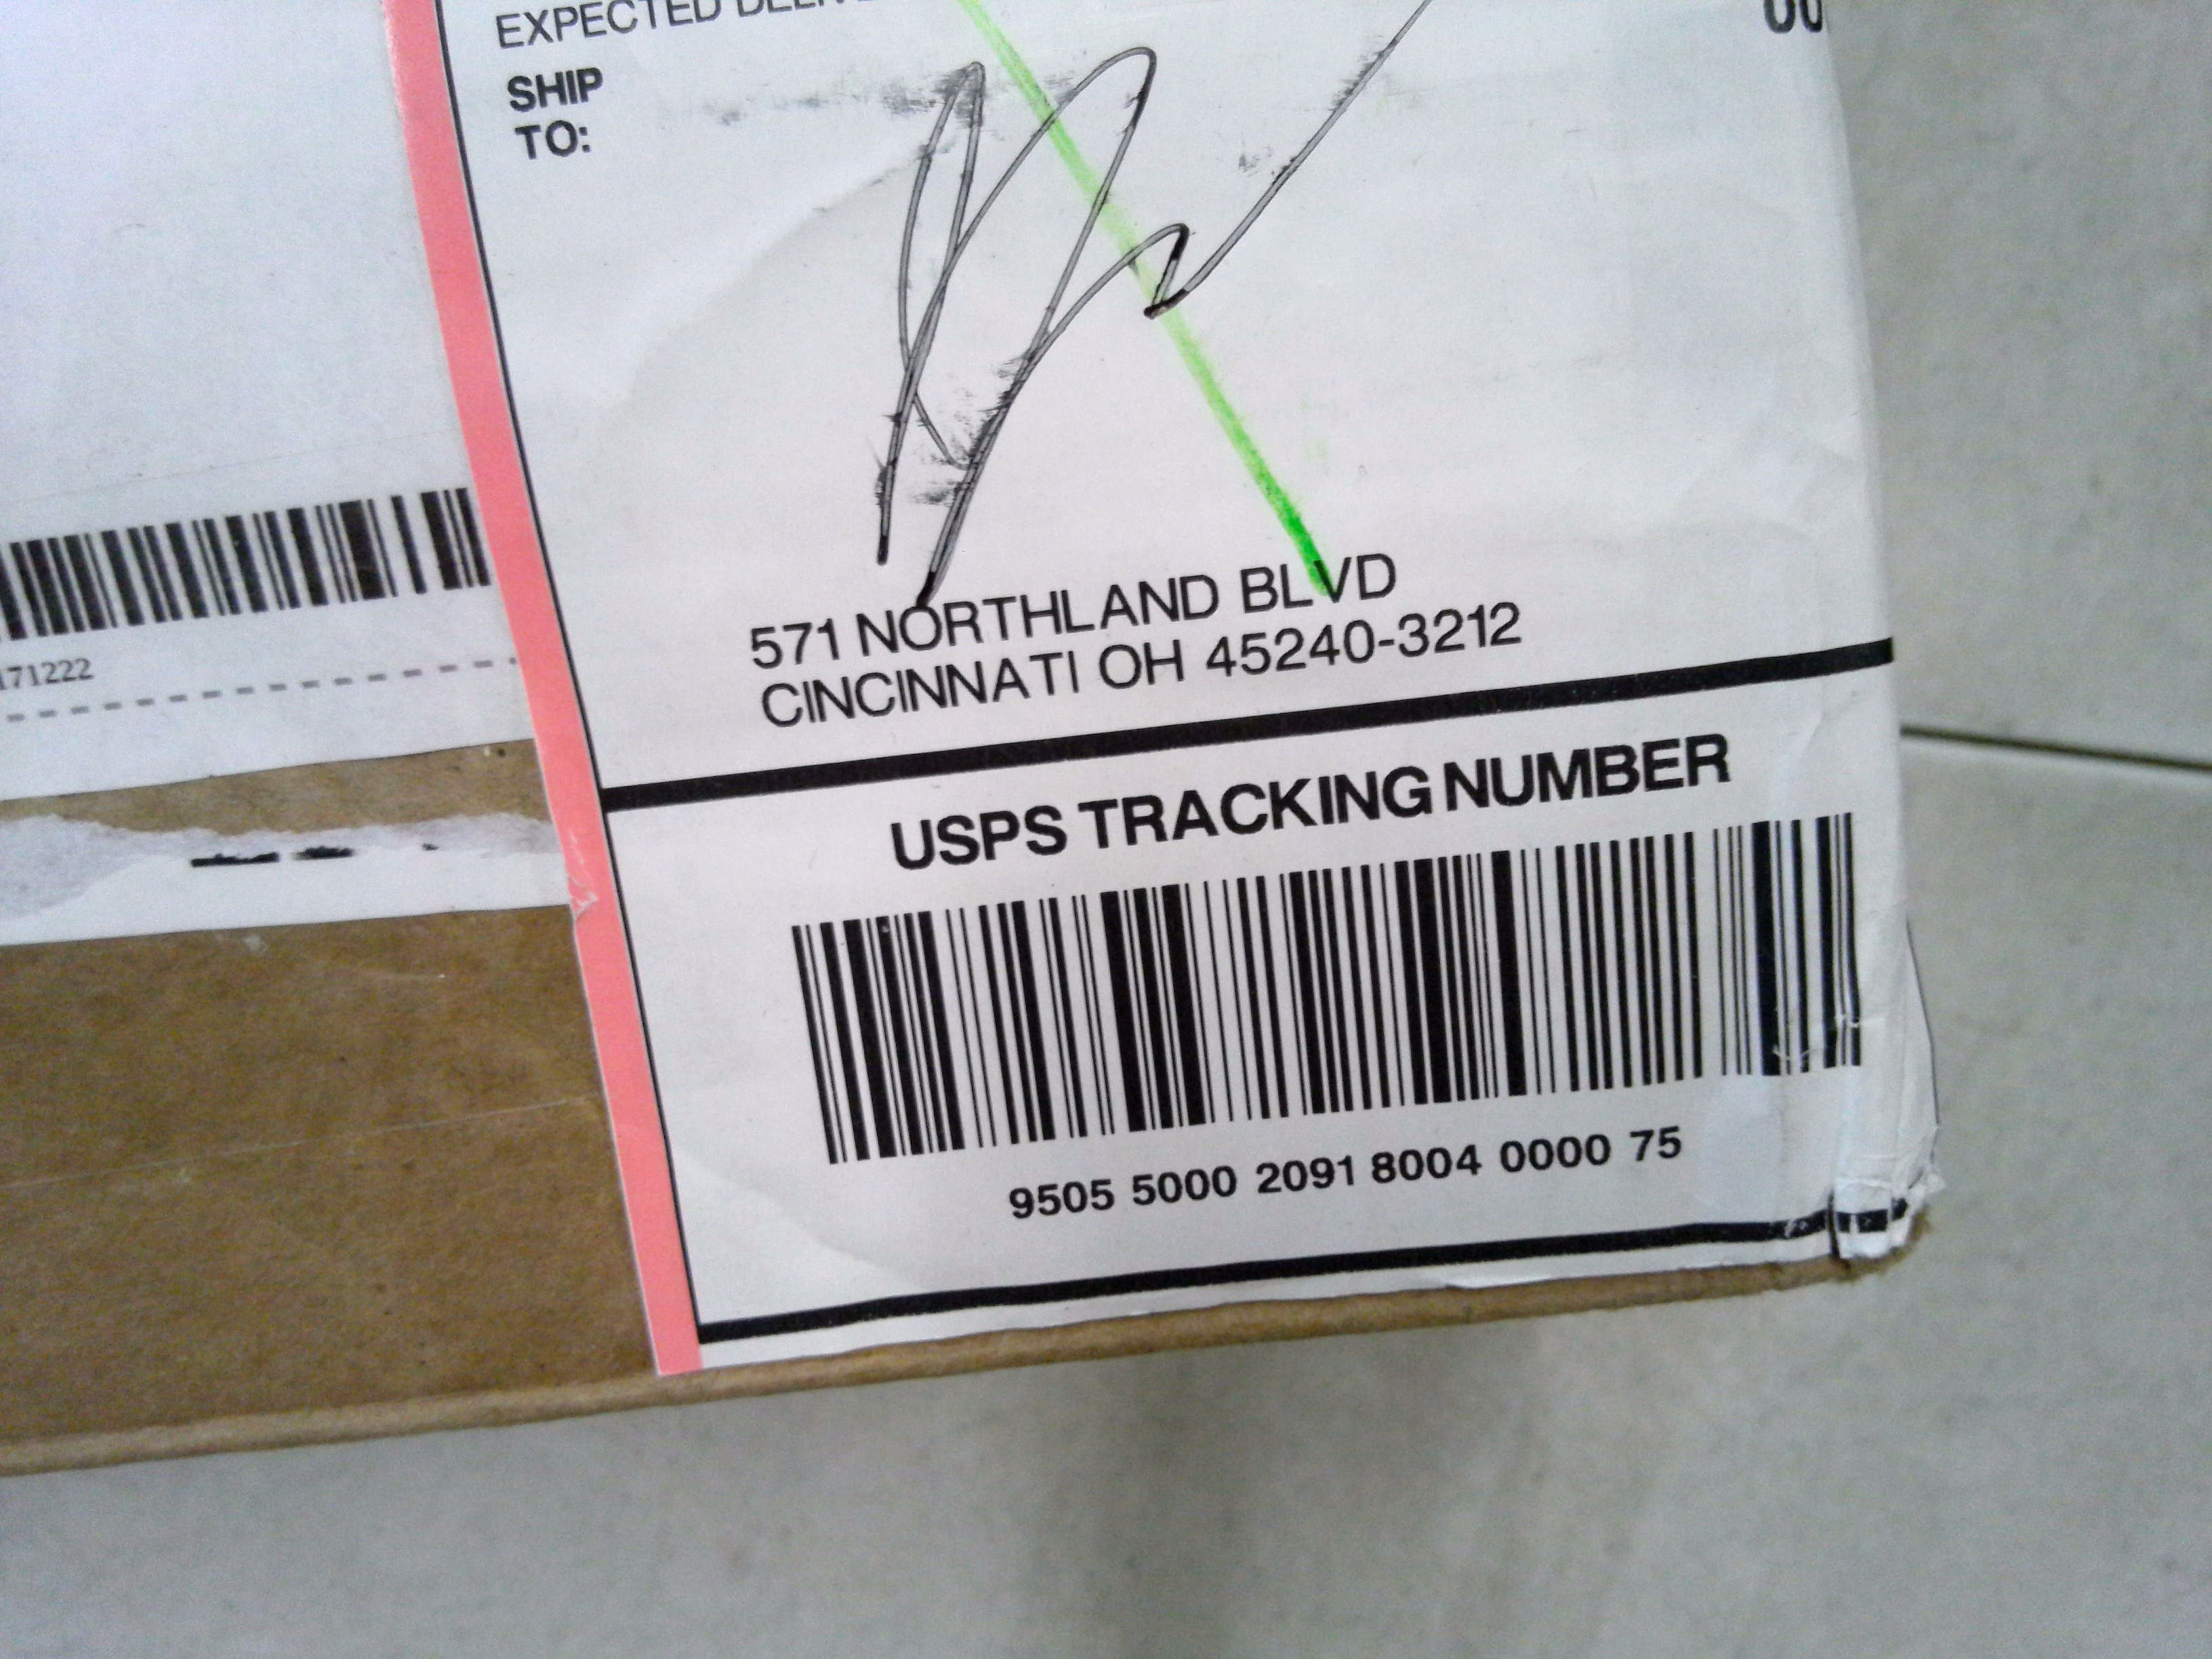 EXPECTED
SHIP
TO:
571 NORTHLAND BLVD
CINCINNATI OH 45240-3212
171222
USPS TRACKING NUMBER
9505 5000 2091 8004 0000 75